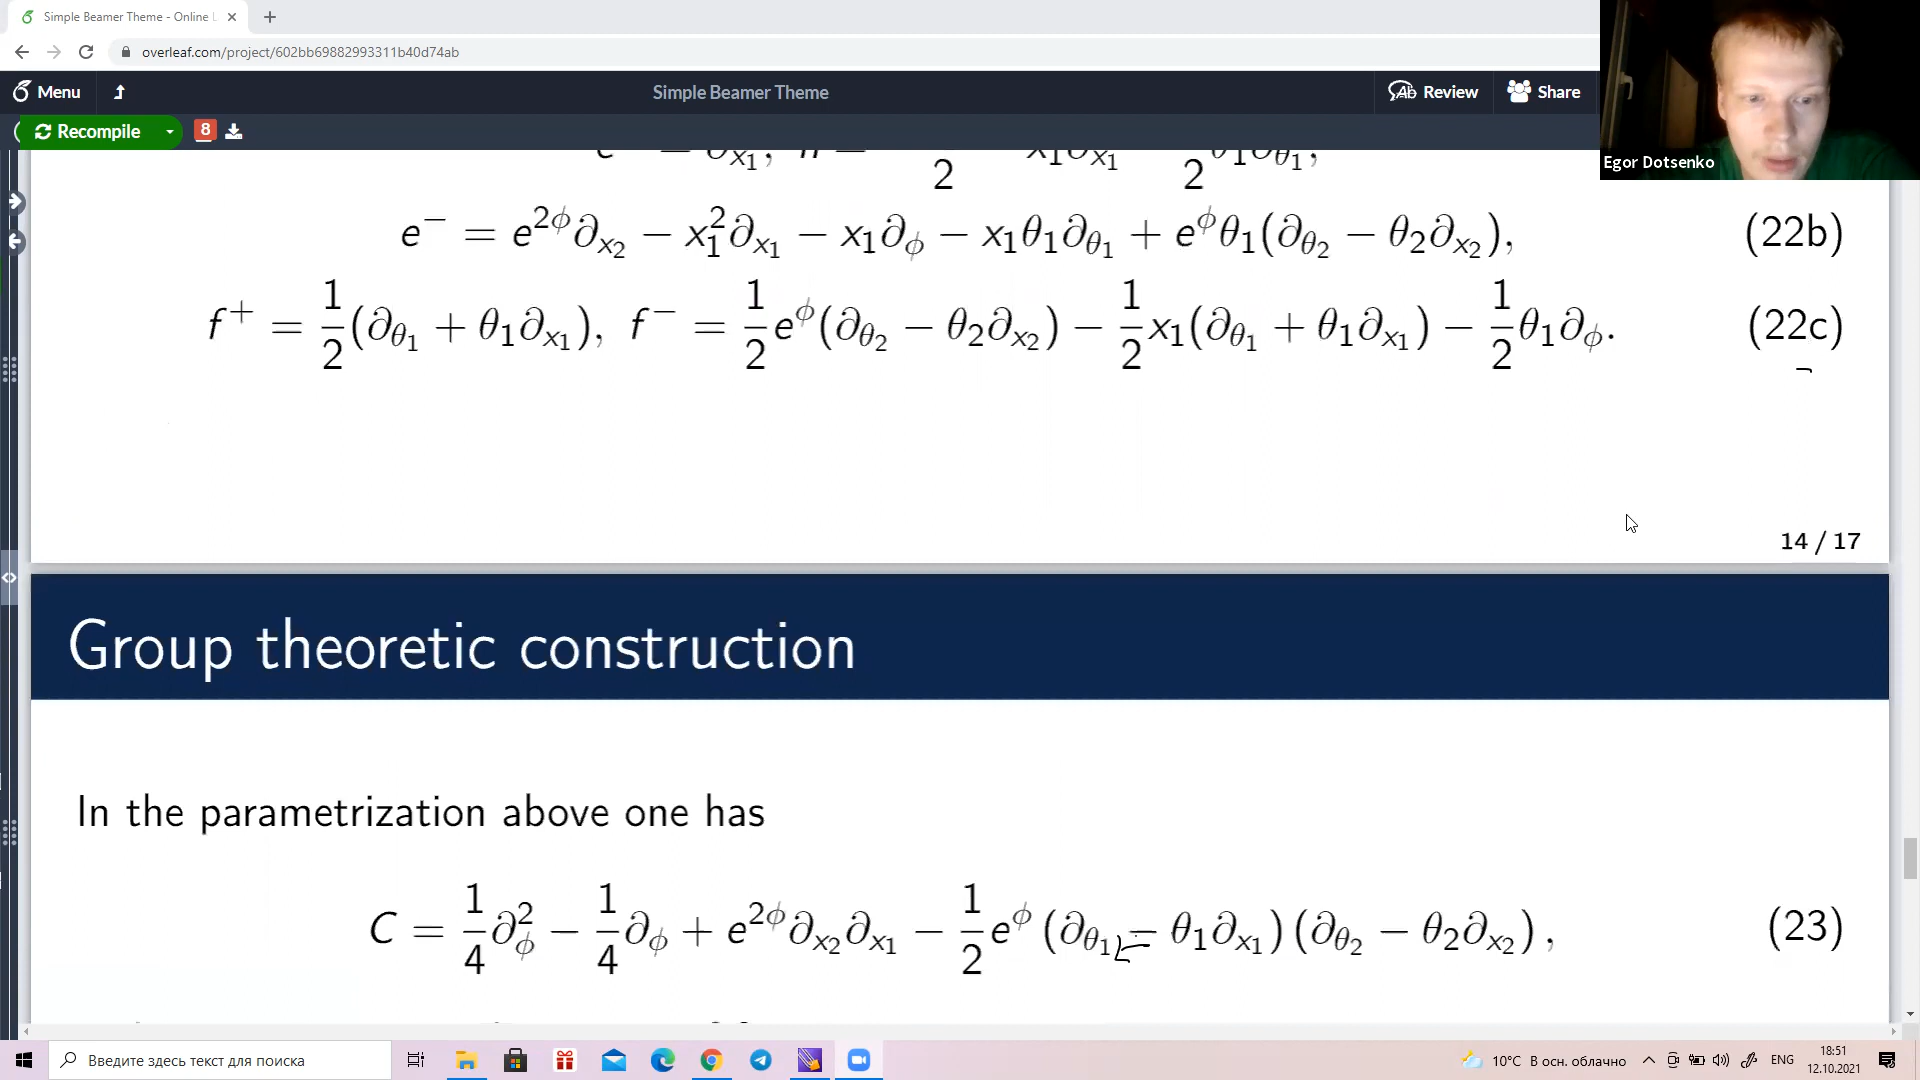 Simple Beamer Theme - Online L
overleaf.com/project/602bb69882993311b40d74ab
Menu
Simple Beamer Theme
Review
Share
Recompile
8
Egor Dotsenko
e⁻ = e^{2ϕ}∂_{x₂} − x₁²∂_{x₁} − x₁∂_ϕ − x₁θ₁∂_{θ₁} + e^ϕθ₁(∂_{θ₂} − θ₂∂_{x₂}), (22b)
f⁺ = 1/2(∂_{θ₁} + θ₁∂_{x₁}), f⁻ = 1/2 e^ϕ(∂_{θ₂} − θ₂∂_{x₂}) − 1/2 x₁(∂_{θ₁} + θ₁∂_{x₁}) − 1/2 θ₁∂_ϕ. (22c)
14 / 17
Group theoretic construction
In the parametrization above one has
C = 1/4 ∂_ϕ² − 1/4 ∂_ϕ + e^{2ϕ}∂_{x₂}∂_{x₁} − 1/2 e^ϕ (∂_{θ₁} − θ₁∂_{x₁}) (∂_{θ₂} − θ₂∂_{x₂}) , (23)
Введите здесь текст для поиска
10°C В осн. облачно
ENG
18:51
12.10.2021